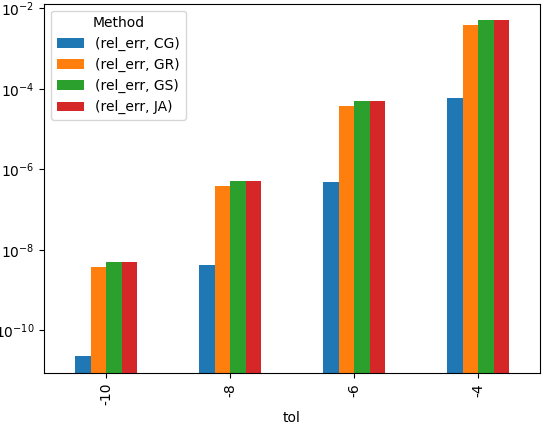 10⁻²
Method
(rel_err, CG)
(rel_err, GR)
(rel_err, GS)
(rel_err, JA)
10⁻⁴
10⁻⁶
10⁻⁸
10⁻¹⁰
-10
-8
-6
-4
tol